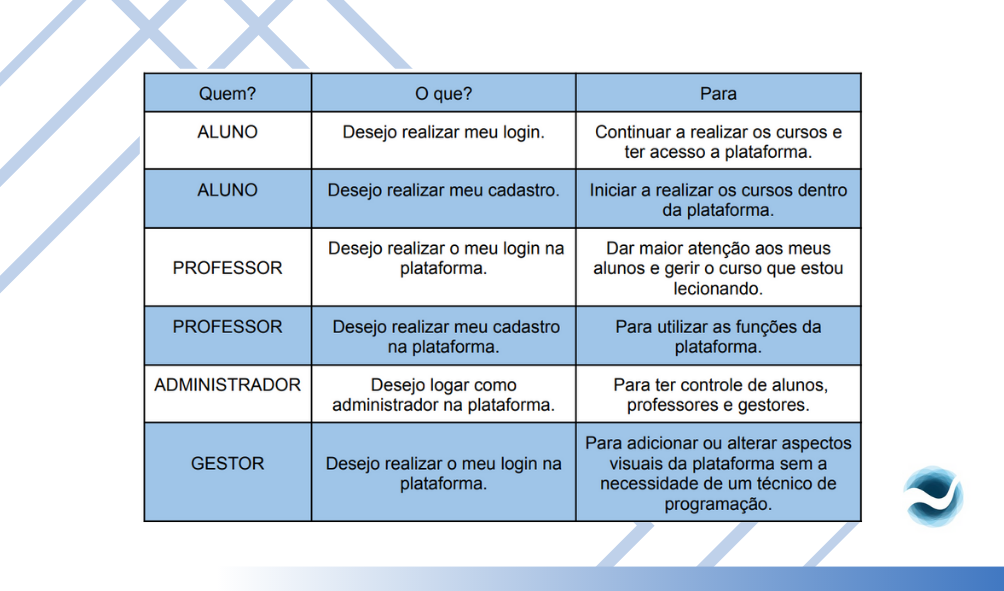 Quem?
O que?
Para
ALUNO
Desejo realizar meu login.
Continuar a realizar os cursos e
ter acesso a plataforma.
ALUNO
Desejo realizar meu cadastro.
Iniciar a realizar os cursos dentro
da plataforma.
PROFESSOR
Desejo realizar o meu login na
plataforma.
Dar maior atenção aos meus
alunos e gerir o curso que estou
lecionando.
PROFESSOR
Desejo realizar meu cadastro
na plataforma.
Para utilizar as funções da
plataforma.
ADMINISTRADOR
Desejo logar como
administrador na plataforma.
Para ter controle de alunos,
professores e gestores.
GESTOR
Desejo realizar o meu login na
plataforma.
Para adicionar ou alterar aspectos
visuais da plataforma sem a
necessidade de um técnico de
programação.